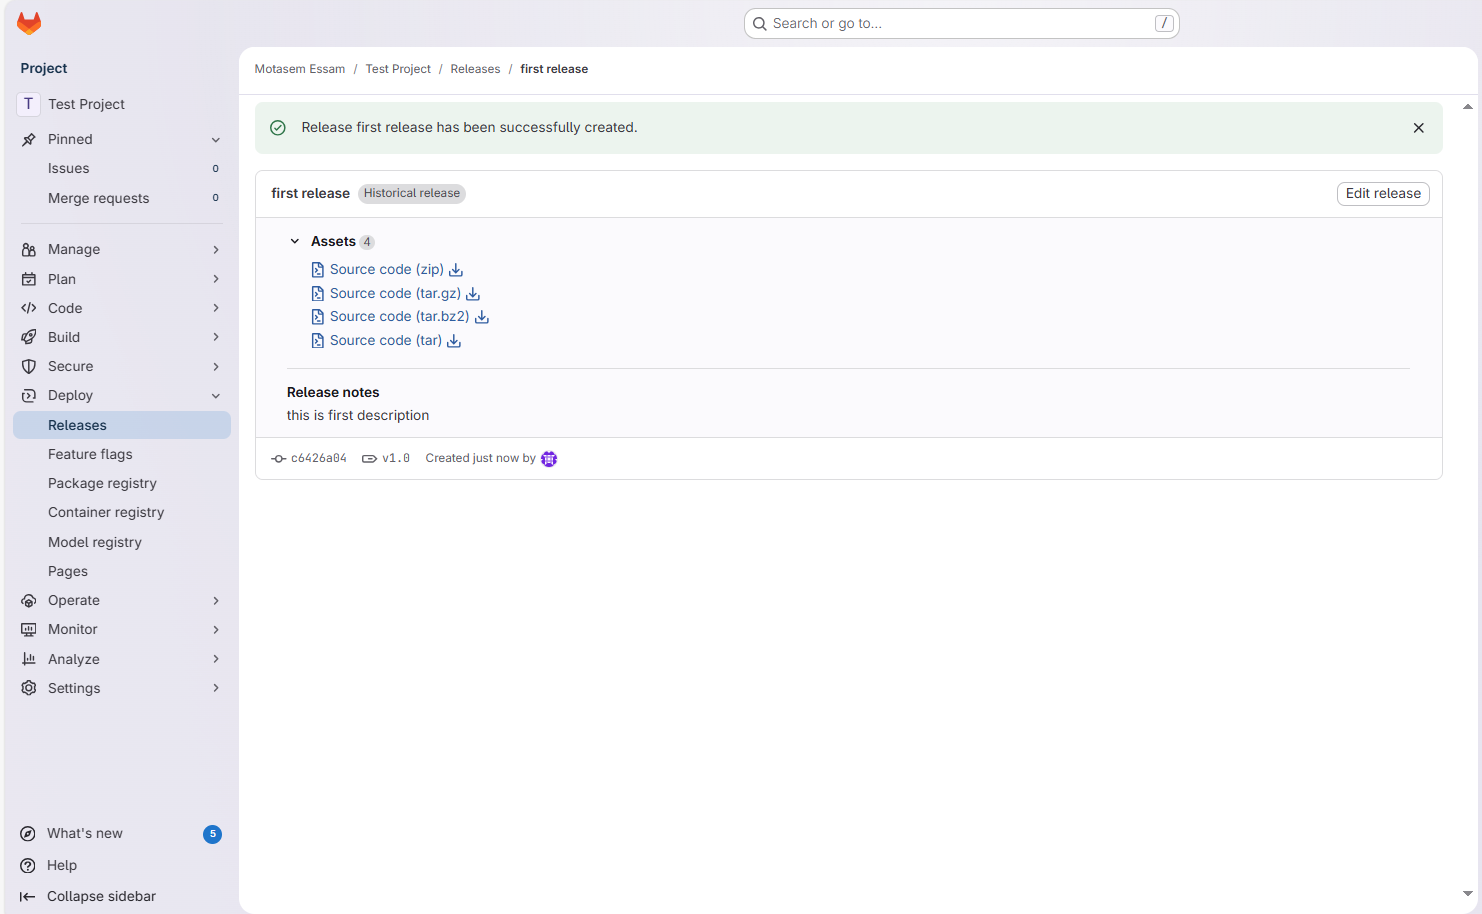 Search or go to... /
Project
T Test Project
Pinned
Issues 0
Merge requests 0
Manage
Plan
Code
Build
Secure
Deploy
Releases
Feature flags
Package registry
Container registry
Model registry
Pages
Operate
Monitor
Analyze
Settings
What's new 5
Help
Collapse sidebar
Motasem Essam / Test Project / Releases / first release
Release first release has been successfully created.
first release Historical release Edit release
Assets 4
Source code (zip)
Source code (tar.gz)
Source code (tar.bz2)
Source code (tar)
Release notes
this is first description
c6426a04 v1.0 Created just now by